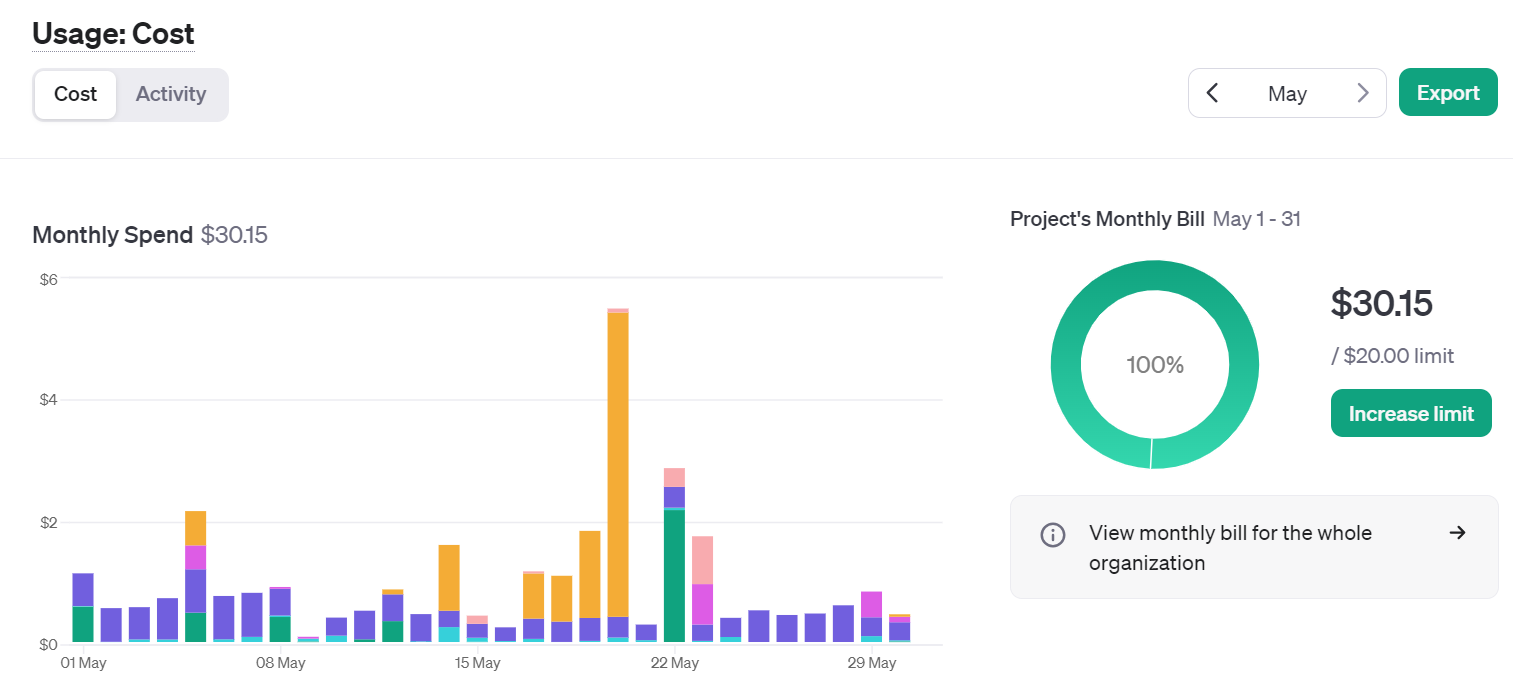 Usage: Cost
Cost
Activity
May
Export
Monthly Spend $30.15
$6
$4
$2
$0
01 May
08 May
15 May
22 May
29 May
Project's Monthly Bill May 1 - 31
100%
$30.15
/ $20.00 limit
Increase limit
View monthly bill for the whole
organization